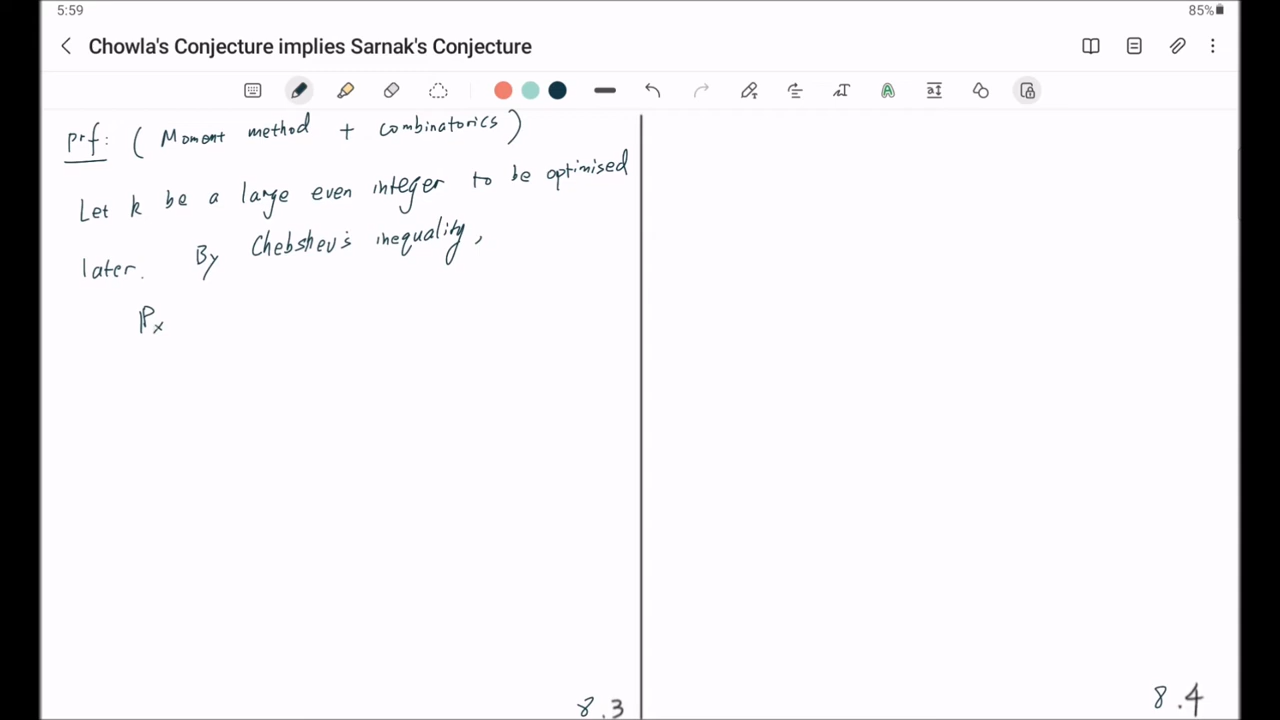 5:59
85%
Chowla's Conjecture implies Sarnak's Conjecture
prf: ( Moment method + combinatorics )
Let k be a large even integer to be optimised
later. By Chebshev's inequality,
ℙₓ
8.3
8.4